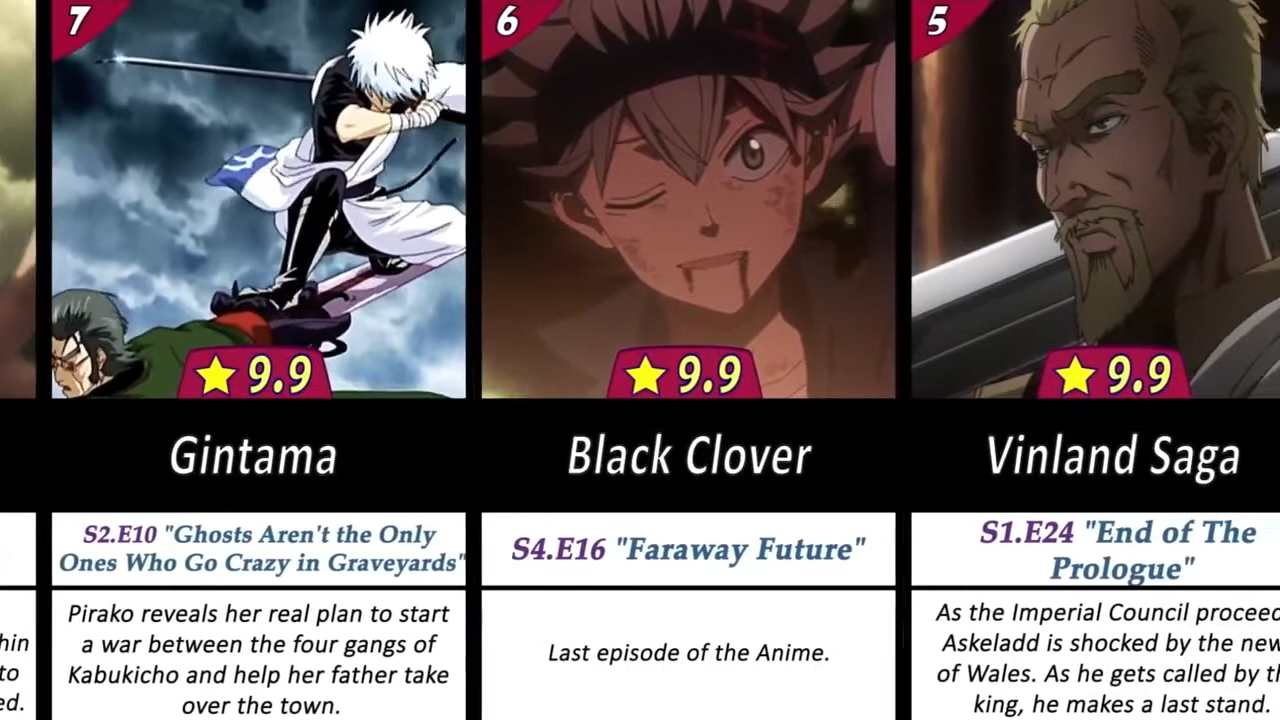 7
6
5
9.9
9.9
9.9
Gintama
Black Clover
Vinland Saga
S2.E10 "Ghosts Aren't the Only
Ones Who Go Crazy in Graveyards"
S4.E16 "Faraway Future"
S1.E24 "End of The
Prologue"
hin
to
ed.
Pirako reveals her real plan to start
a war between the four gangs of
Kabukicho and help her father take
over the town.
Last episode of the Anime.
As the Imperial Council proceed
Askeladd is shocked by the new
of Wales. As he gets called by th
king, he makes a last stand.